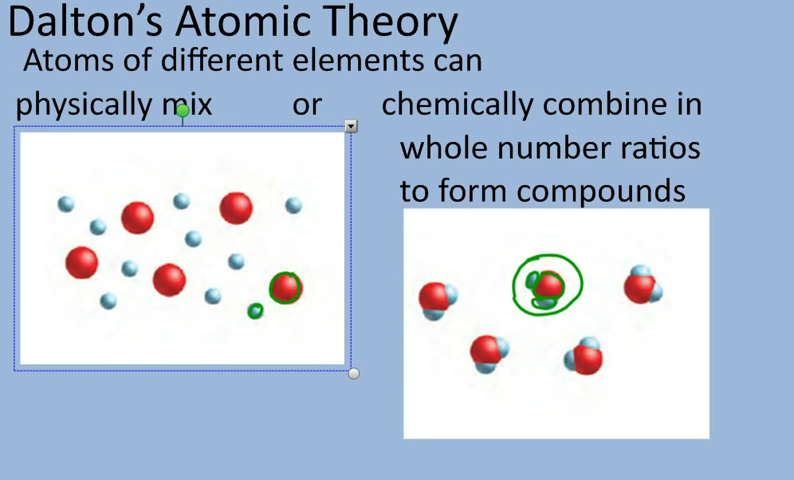 Dalton's Atomic Theory
Atoms of different elements can
physically mix or chemically combine in
whole number ratios
to form compounds